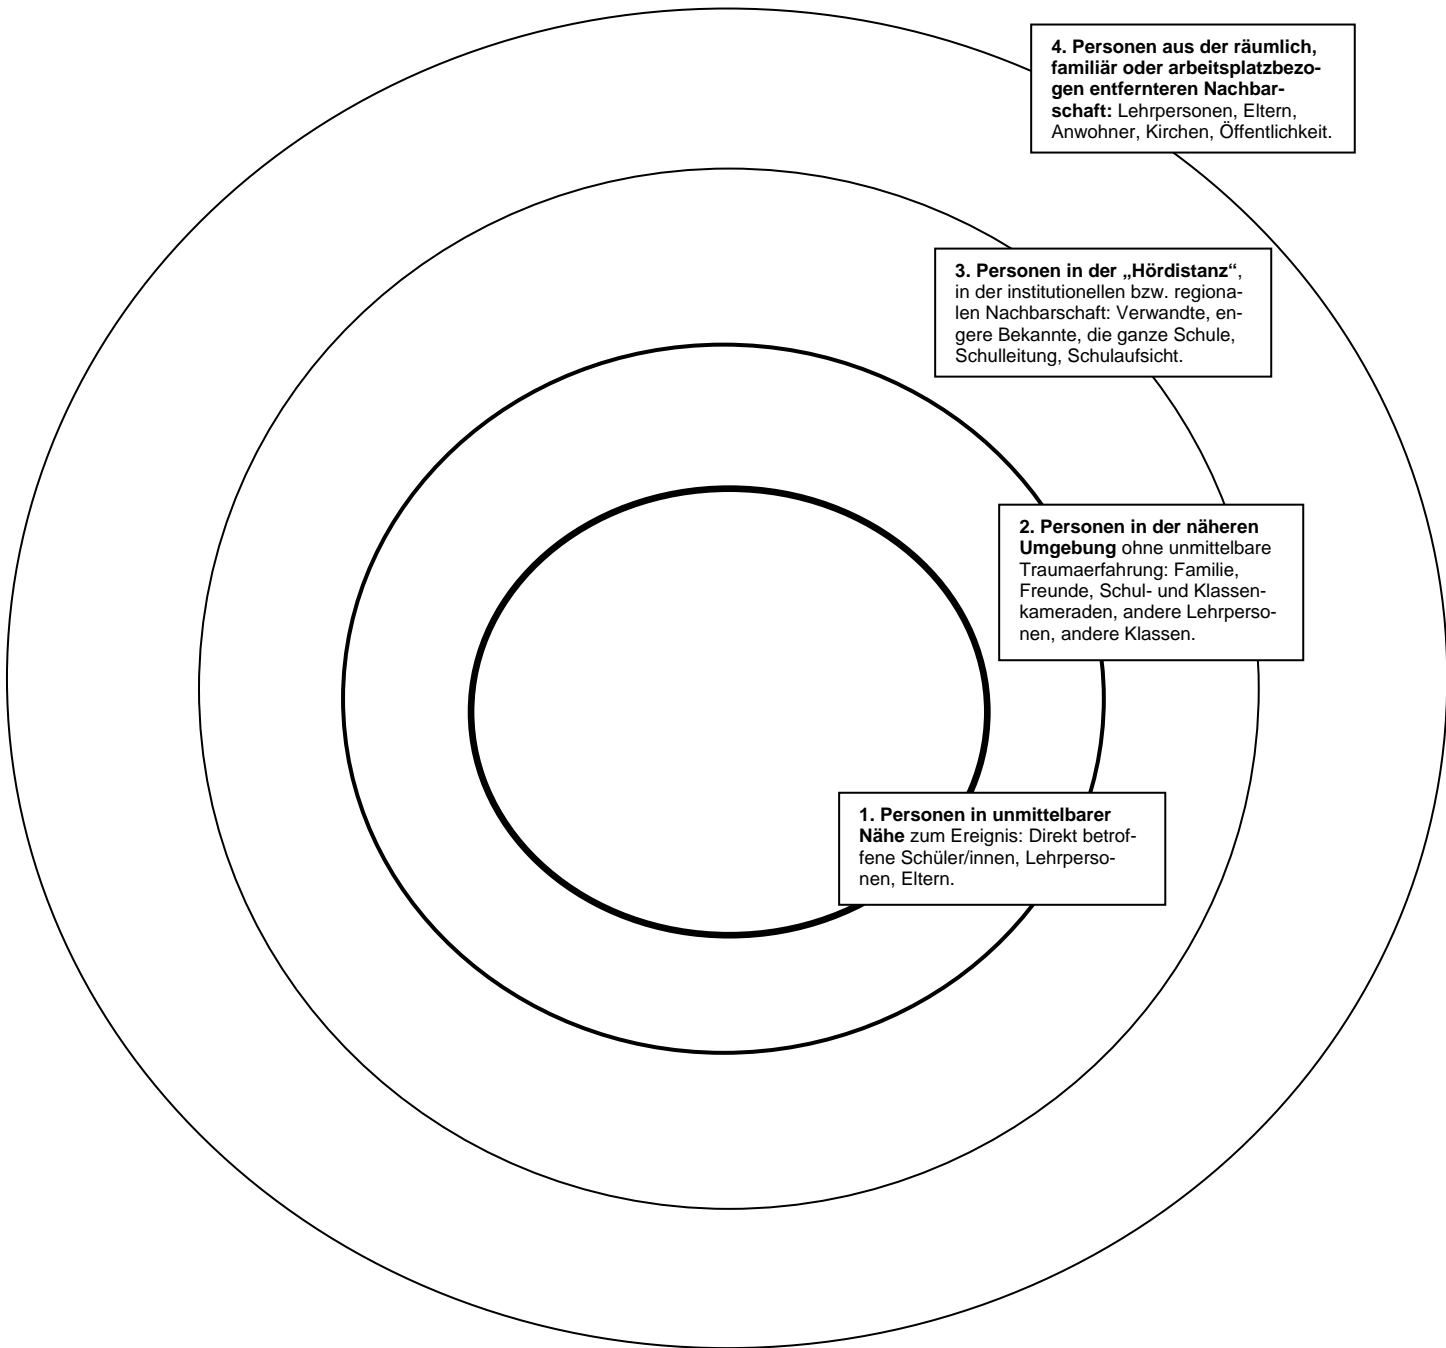 4. Personen aus der räumlich,
familiär oder arbeitsplatzbezo-
gen entfernteren Nachbar-
schaft: Lehrpersonen, Eltern,
Anwohner, Kirchen, Öffentlichkeit.
3. Personen in der „Hördistanz“,
in der institutionellen bzw. regiona-
len Nachbarschaft: Verwandte, en-
gere Bekannte, die ganze Schule,
Schulleitung, Schulaufsicht.
2. Personen in der näheren
Umgebung ohne unmittelbare
Traumaerfahrung: Familie,
Freunde, Schul- und Klassen-
kameraden, andere Lehrperso-
nen, andere Klassen.
1. Personen in unmittelbarer
Nähe zum Ereignis: Direkt betrof-
fene Schüler/innen, Lehrperso-
nen, Eltern.